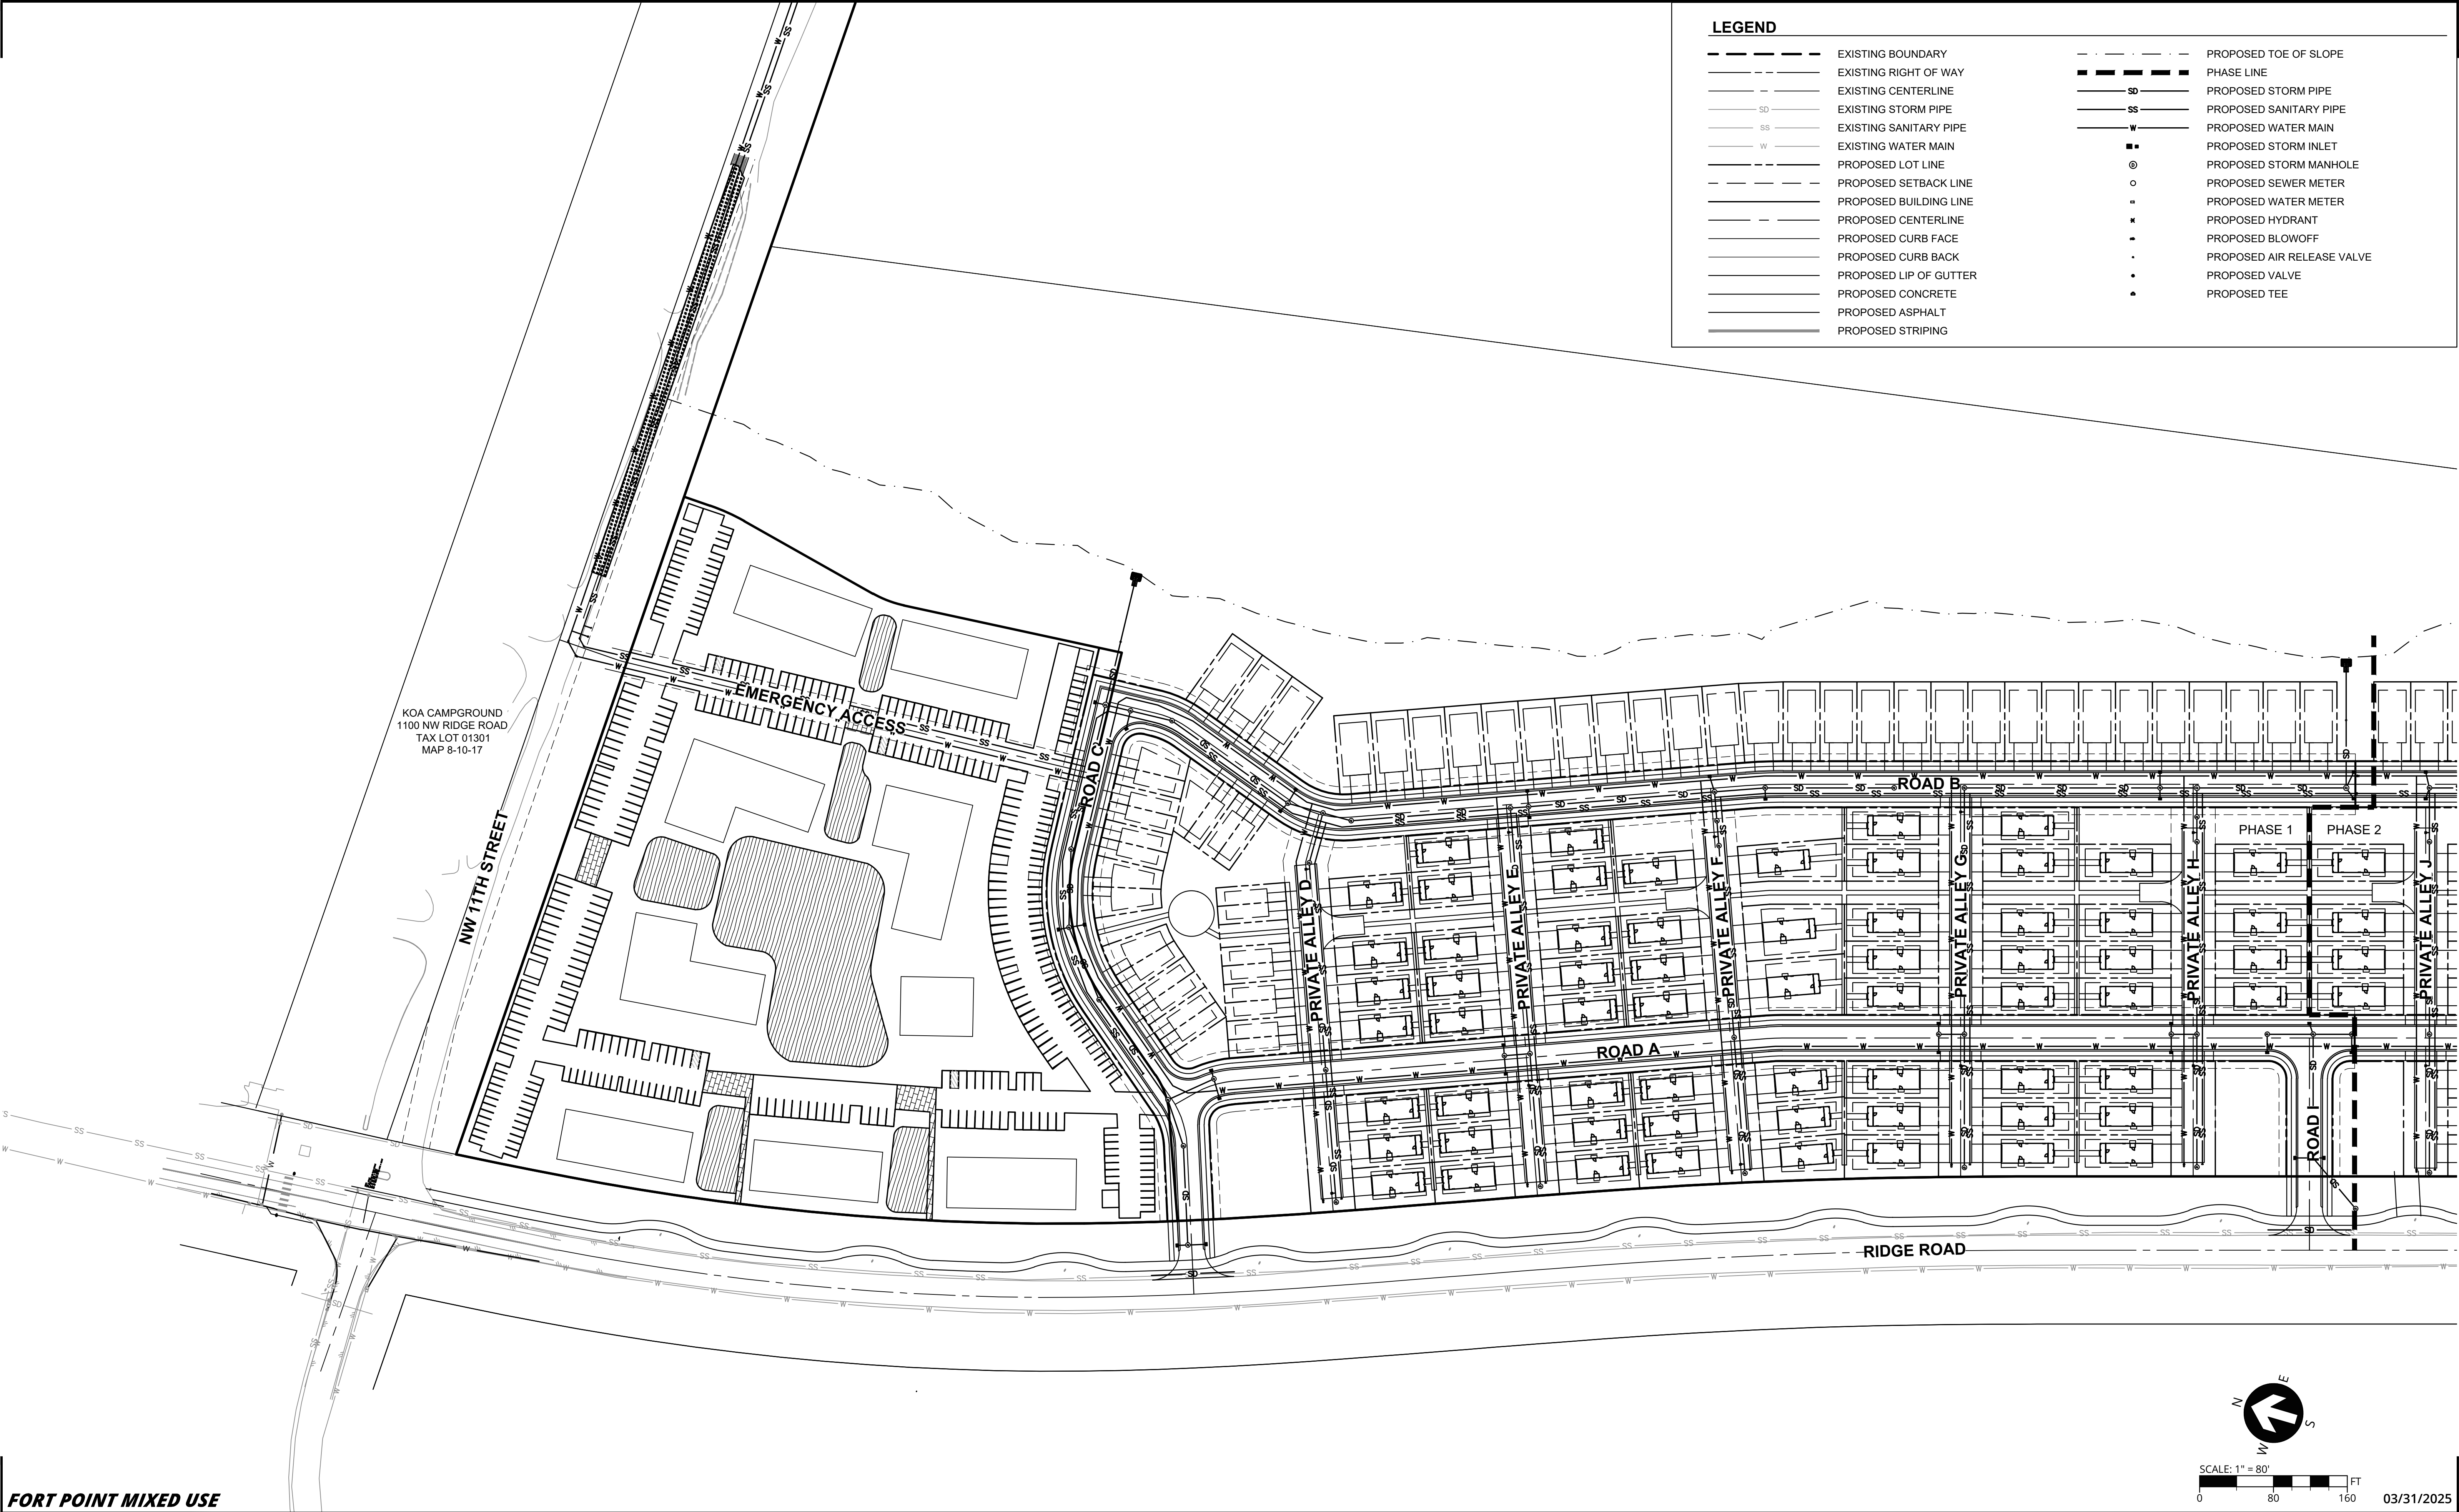 LEGEND
EXISTING BOUNDARY
EXISTING RIGHT OF WAY
EXISTING CENTERLINE
SD EXISTING STORM PIPE
SS EXISTING SANITARY PIPE
W EXISTING WATER MAIN
PROPOSED LOT LINE
PROPOSED SETBACK LINE
PROPOSED BUILDING LINE
PROPOSED CENTERLINE
PROPOSED CURB FACE
PROPOSED CURB BACK
PROPOSED LIP OF GUTTER
PROPOSED CONCRETE
PROPOSED ASPHALT
PROPOSED STRIPING
PROPOSED TOE OF SLOPE
PHASE LINE
SD PROPOSED STORM PIPE
SS PROPOSED SANITARY PIPE
W PROPOSED WATER MAIN
PROPOSED STORM INLET
PROPOSED STORM MANHOLE
PROPOSED SEWER METER
PROPOSED WATER METER
PROPOSED HYDRANT
PROPOSED BLOWOFF
PROPOSED AIR RELEASE VALVE
PROPOSED VALVE
PROPOSED TEE
KOA CAMPGROUND
1100 NW RIDGE ROAD
TAX LOT 01301
MAP 8-10-17
NW 11TH STREET
EMERGENCY ACCESS
ROAD C
ROAD B
PHASE 1
PHASE 2
PRIVATE ALLEY D
PRIVATE ALLEY E
PRIVATE ALLEY F
PRIVATE ALLEY G
PRIVATE ALLEY H
PRIVATE ALLEY J
ROAD A
ROAD I
RIDGE ROAD
N
E
S
W
SCALE: 1" = 80'
FT
0 80 160
FORT POINT MIXED USE
03/31/2025